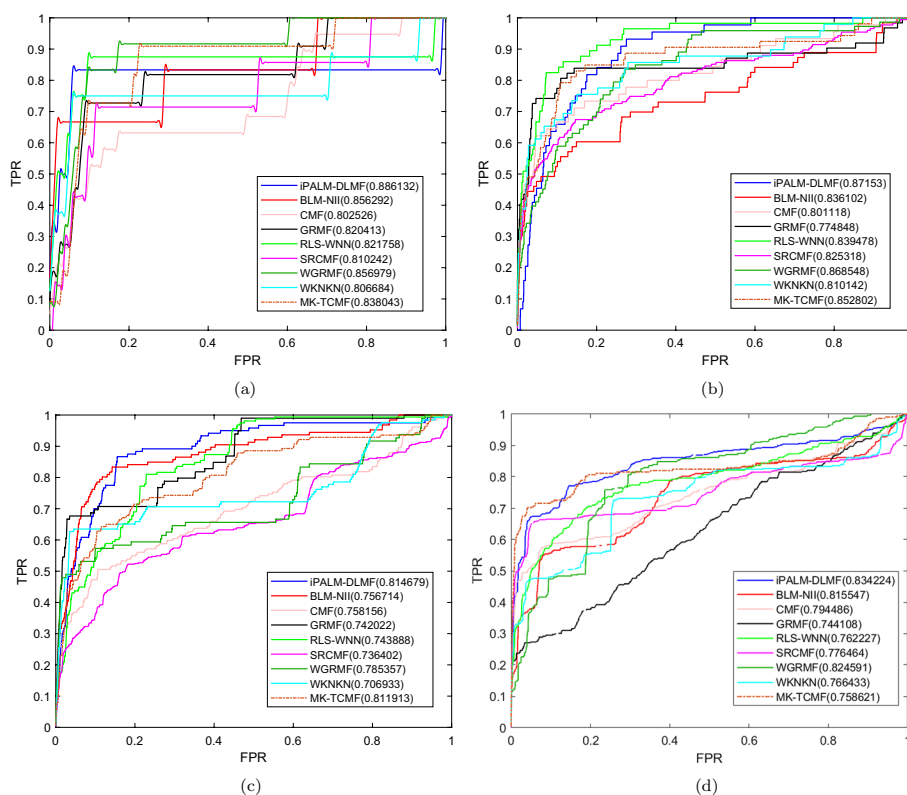 1
0.9
0.8
0.7
0.6
0.5
0.4
0.3
0.2
0.1
0
TPR
0 0.2 0.4 0.6 0.8 1
FPR
iPALM-DLMF(0.886132)
BLM-NII(0.856292)
CMF(0.802526)
GRMF(0.820413)
RLS-WNN(0.821758)
SRCMF(0.810242)
WGRMF(0.856979)
WKNKN(0.806684)
MK-TCMF(0.838043)
(a)
1
0.9
0.8
0.7
0.6
0.5
0.4
0.3
0.2
0.1
0
TPR
0 0.2 0.4 0.6 0.8 1
FPR
iPALM-DLMF(0.87153)
BLM-NII(0.836102)
CMF(0.801118)
GRMF(0.774848)
RLS-WNN(0.839478)
SRCMF(0.825318)
WGRMF(0.868548)
WKNKN(0.810142)
MK-TCMF(0.852802)
(b)
1
0.9
0.8
0.7
0.6
0.5
0.4
0.3
0.2
0.1
0
TPR
0 0.2 0.4 0.6 0.8 1
FPR
iPALM-DLMF(0.814679)
BLM-NII(0.756714)
CMF(0.758156)
GRMF(0.742022)
RLS-WNN(0.743888)
SRCMF(0.736402)
WGRMF(0.785357)
WKNKN(0.706933)
MK-TCMF(0.811913)
(c)
1
0.9
0.8
0.7
0.6
0.5
0.4
0.3
0.2
0.1
0
TPR
0 0.2 0.4 0.6 0.8 1
FPR
iPALM-DLMF(0.834224)
BLM-NII(0.815547)
CMF(0.794486)
GRMF(0.744108)
RLS-WNN(0.762227)
SRCMF(0.776464)
WGRMF(0.824591)
WKNKN(0.766433)
MK-TCMF(0.758621)
(d)